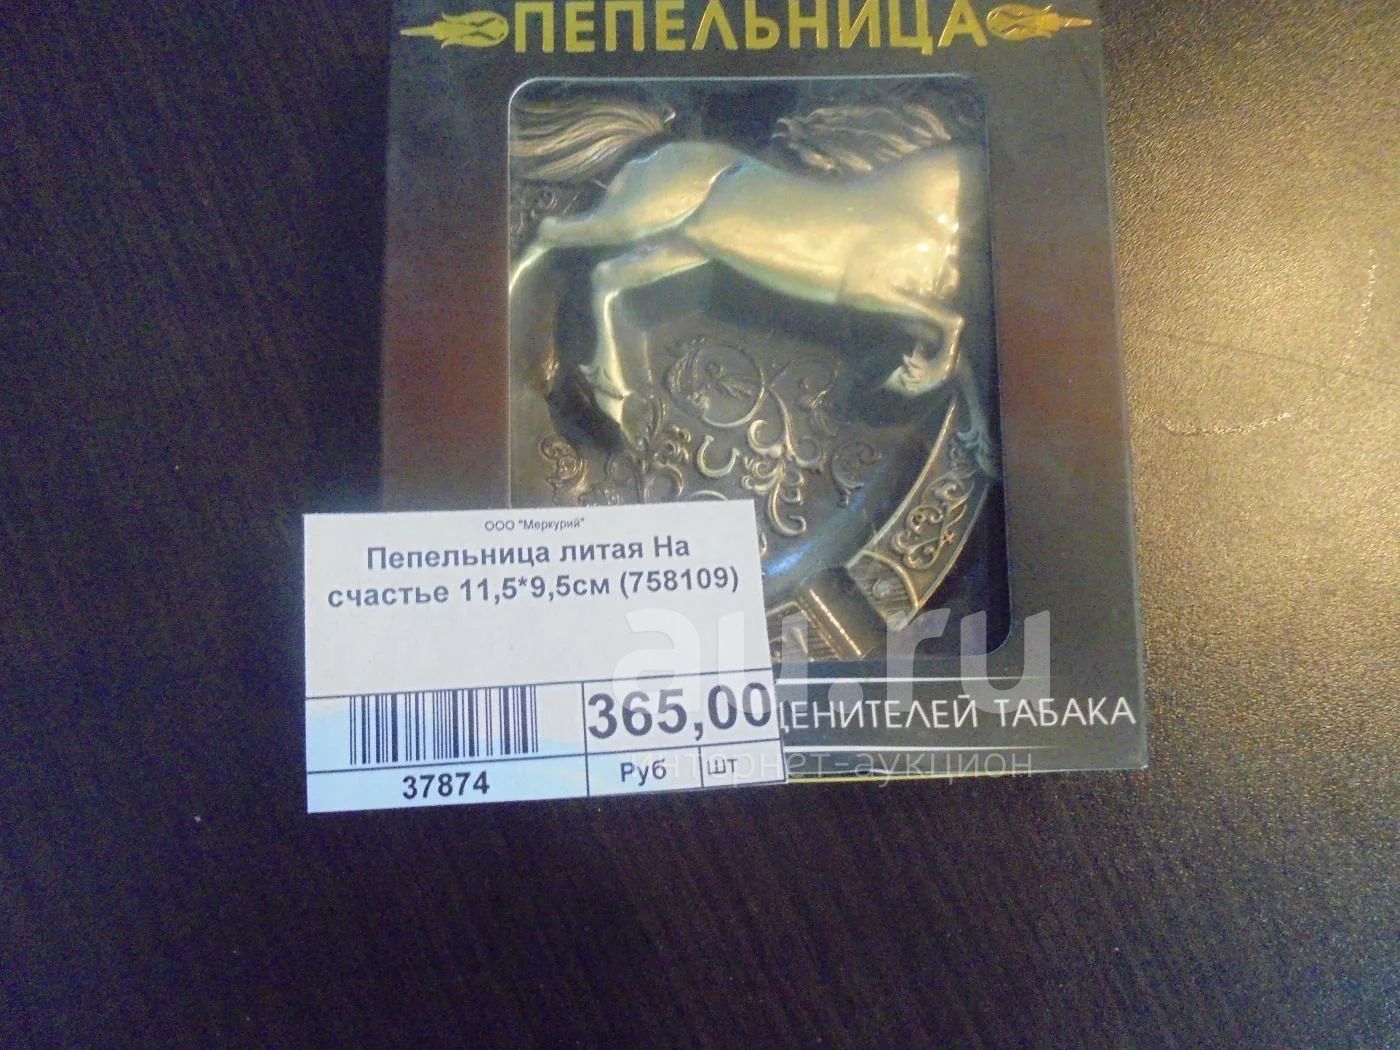 ПЕПЕЛЬНИЦА
ООО "Меркурий"
Пепельница литая На
счастье 11,5*9,5см (758109)
365,00
37874
Руб шт
ЦЕНИТЕЛЕЙ ТАБАКА
au.ru
интернет-аукцион